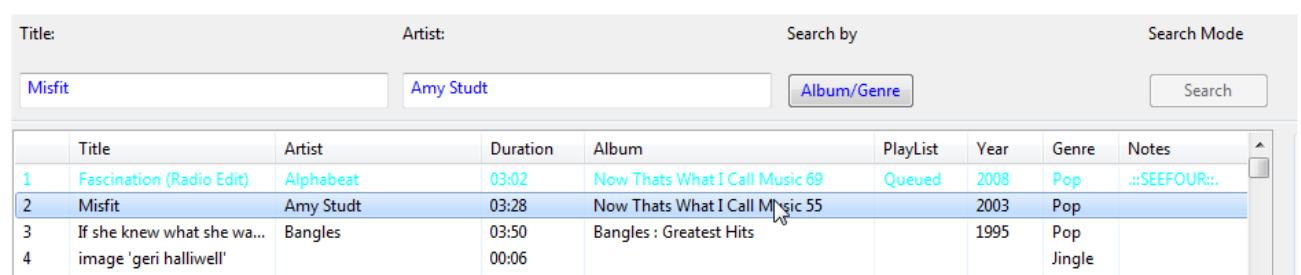 Title: Artist: Search by Search Mode
Misfit Amy Studt Album/Genre Search
Title Artist Duration Album PlayList Year Genre Notes
1 Fascination (Radio Edit) Alphabeat 03:02 Now Thats What I Call Music 69 Queued 2008 Pop .::SEEFOUR::.
2 Misfit Amy Studt 03:28 Now Thats What I Call Music 55 2003 Pop
3 If she knew what she wa... Bangles 03:50 Bangles : Greatest Hits 1995 Pop
4 image 'geri halliwell' 00:06 Jingle